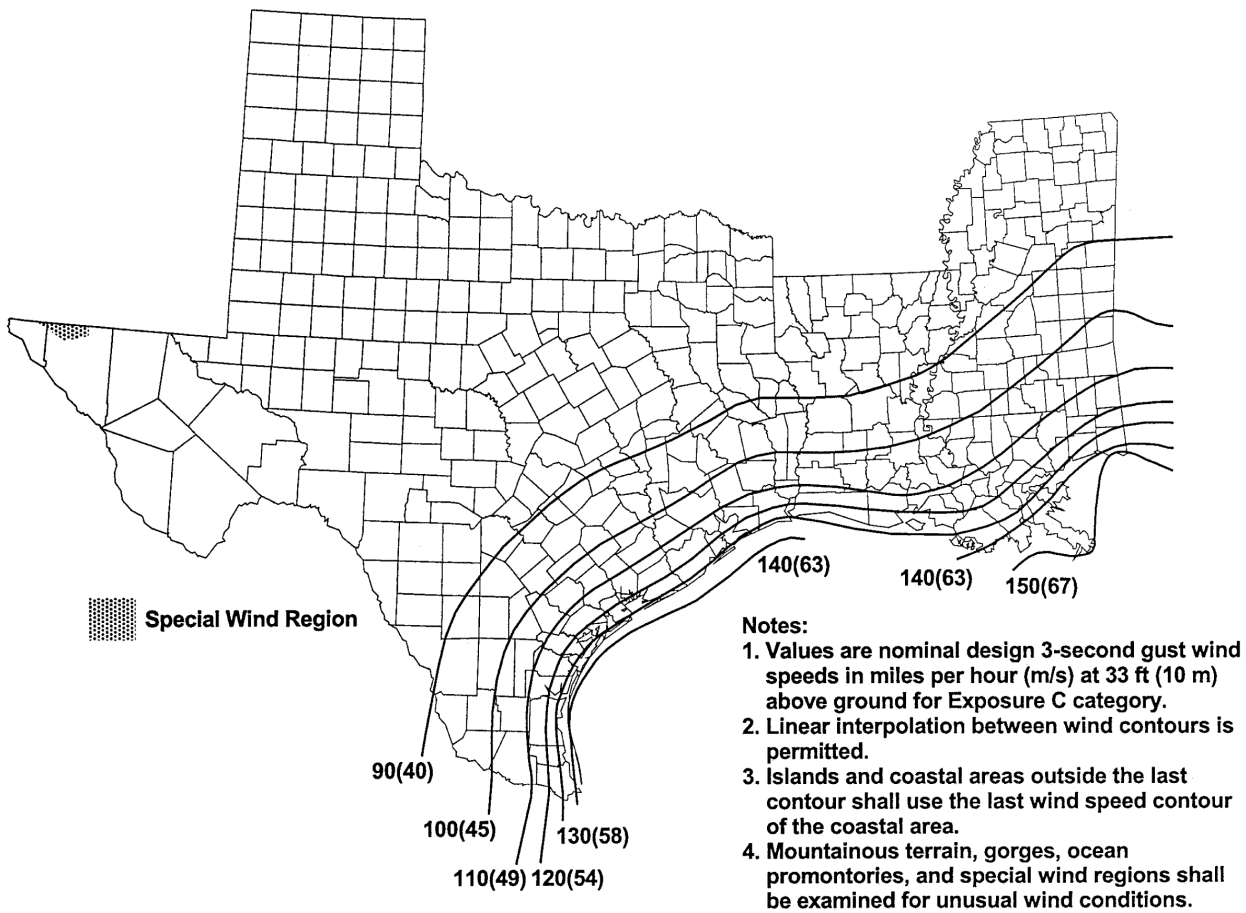 140(63)
140(63)
150(67)
Special Wind Region
90(40)
100(45)
130(58)
110(49)
120(54)
Notes:
1. Values are nominal design 3-second gust wind
speeds in miles per hour (m/s) at 33 ft (10 m)
above ground for Exposure C category.
2. Linear interpolation between wind contours is
permitted.
3. Islands and coastal areas outside the last
contour shall use the last wind speed contour
of the coastal area.
4. Mountainous terrain, gorges, ocean
promontories, and special wind regions shall
be examined for unusual wind conditions.